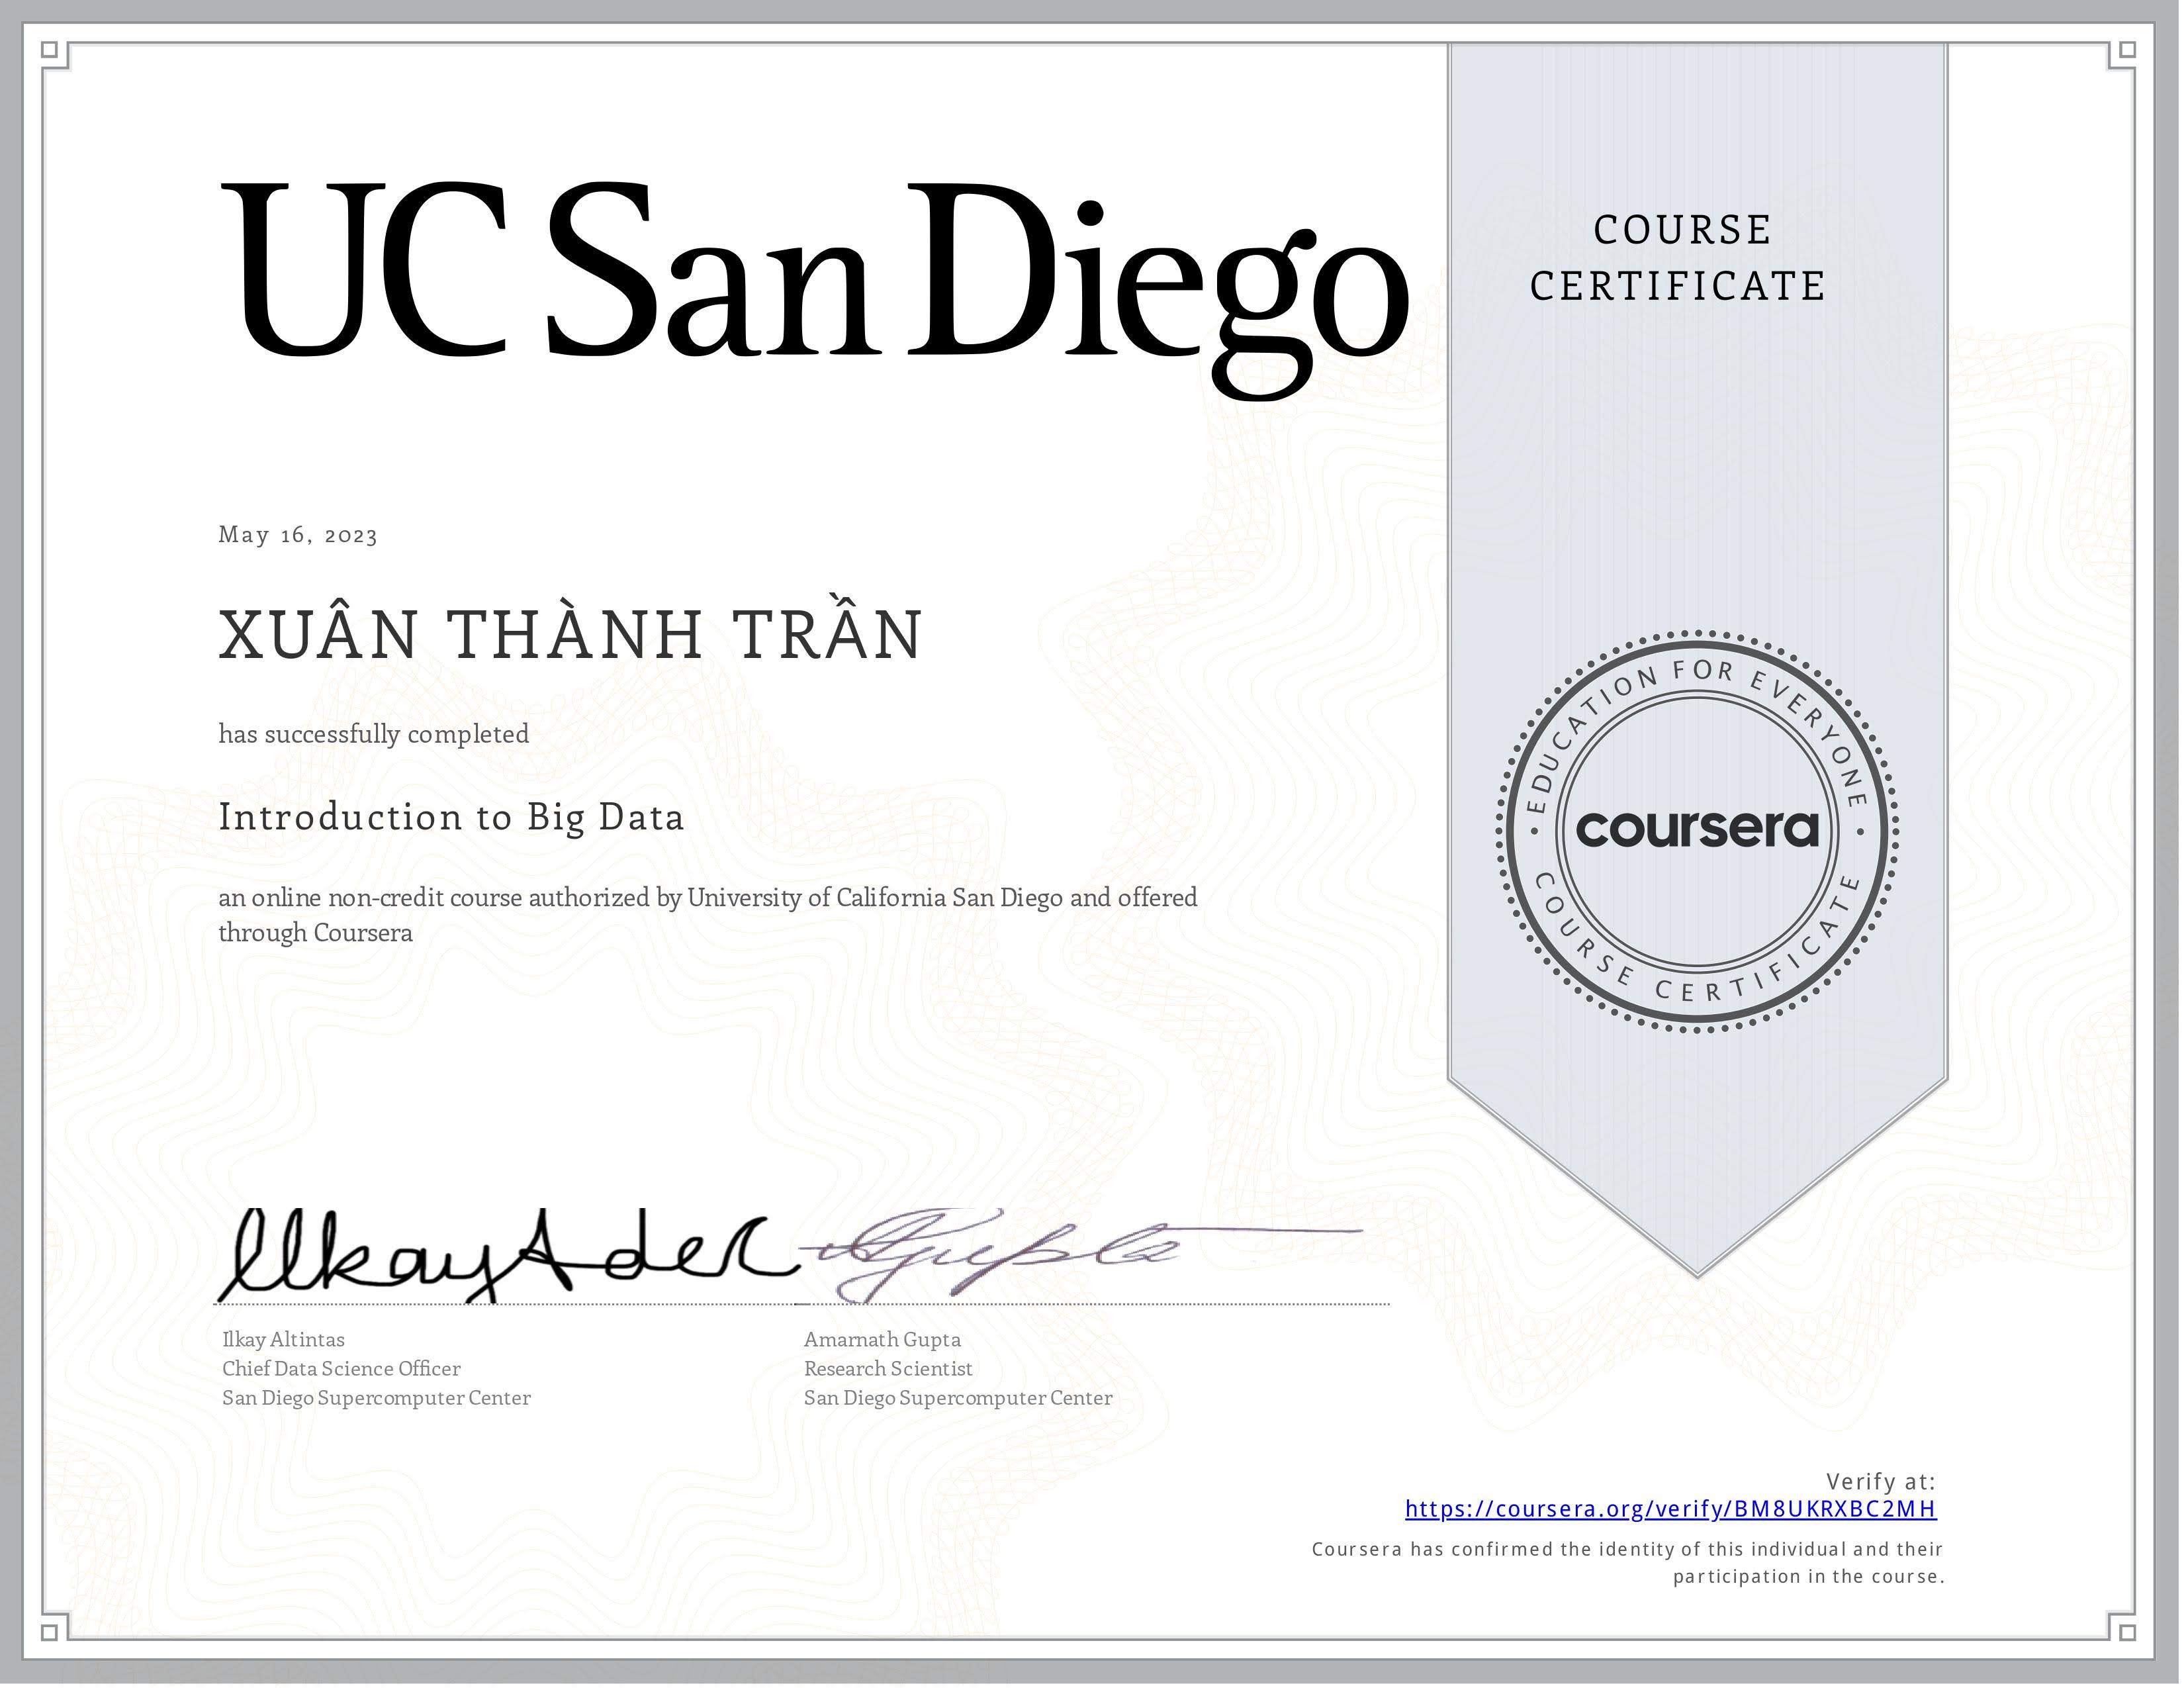 UC San Diego
COURSE
CERTIFICATE
May 16, 2023
XUÂN THÀNH TRẦN
has successfully completed
Introduction to Big Data
an online non-credit course authorized by University of California San Diego and offered
through Coursera
EDUCATION FOR EVERYONE
coursera
COURSE CERTIFICATE
Ilkay Altintas
Chief Data Science Officer
San Diego Supercomputer Center
Amarnath Gupta
Research Scientist
San Diego Supercomputer Center
Verify at:
https://coursera.org/verify/BM8UKRXBC2MH
Coursera has confirmed the identity of this individual and their
participation in the course.